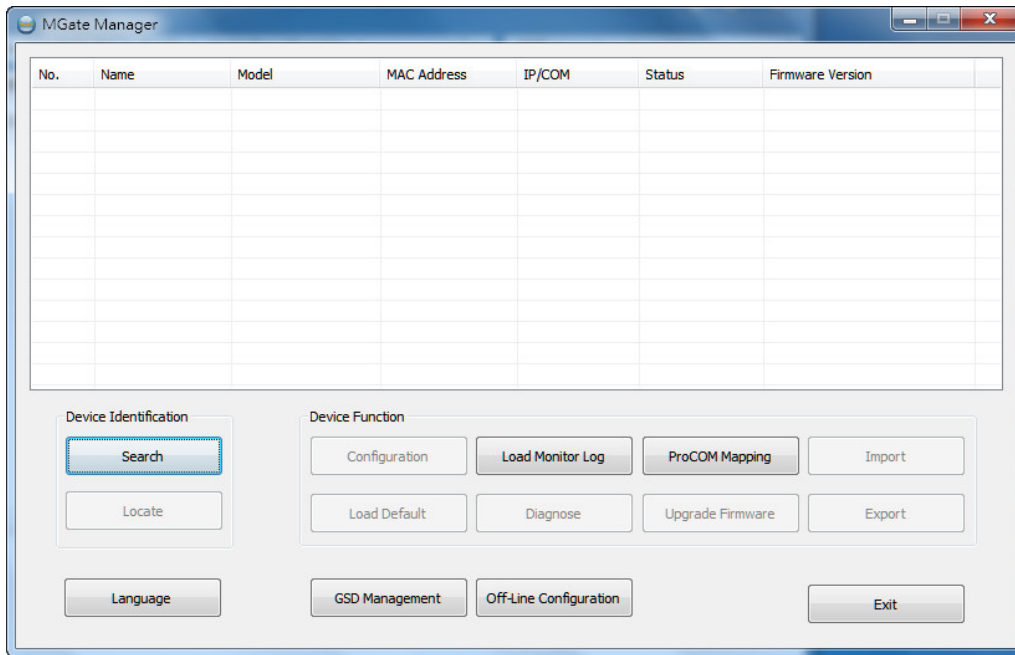 MGate Manager
No. Name Model MAC Address IP/COM Status Firmware Version
Device Identification Device Function
Search Configuration Load Monitor Log ProCOM Mapping Import
Locate Load Default Diagnose Upgrade Firmware Export
Language GSD Management Off-Line Configuration Exit